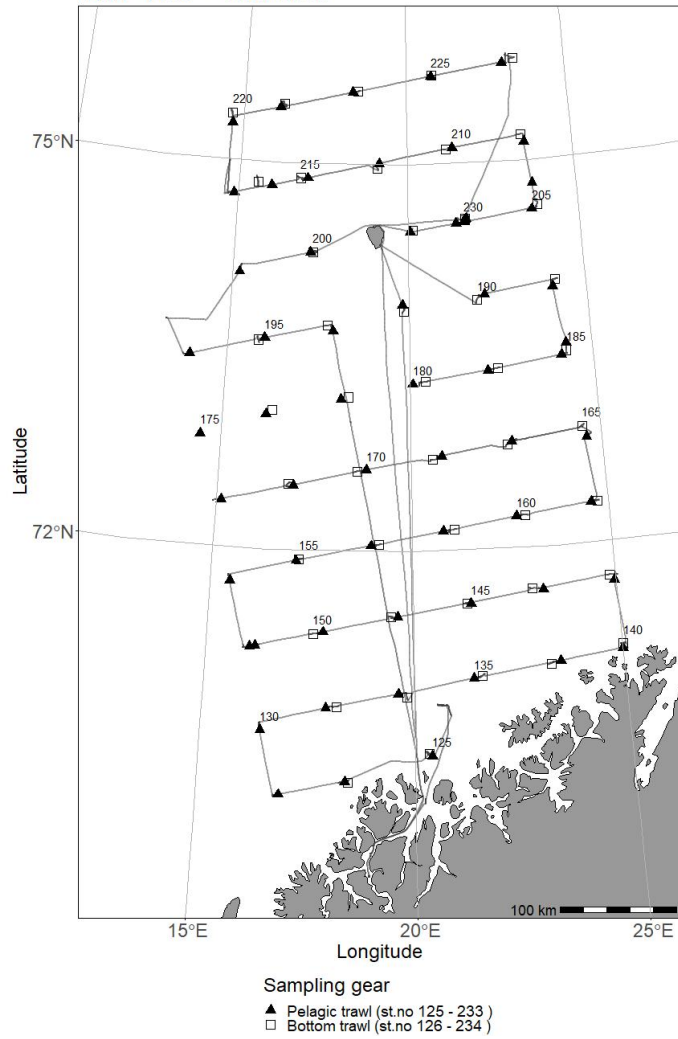 225
220
75°N
210
215
205
230
200
190
195
185
180
175
165
170
Latitude
160
72°N
155
145
150
140
135
130
125
100 km
15°E
20°E
25°E
Longitude
Sampling gear
▲ Pelagic trawl (st.no 125 - 233 )
□ Bottom trawl (st.no 126 - 234 )